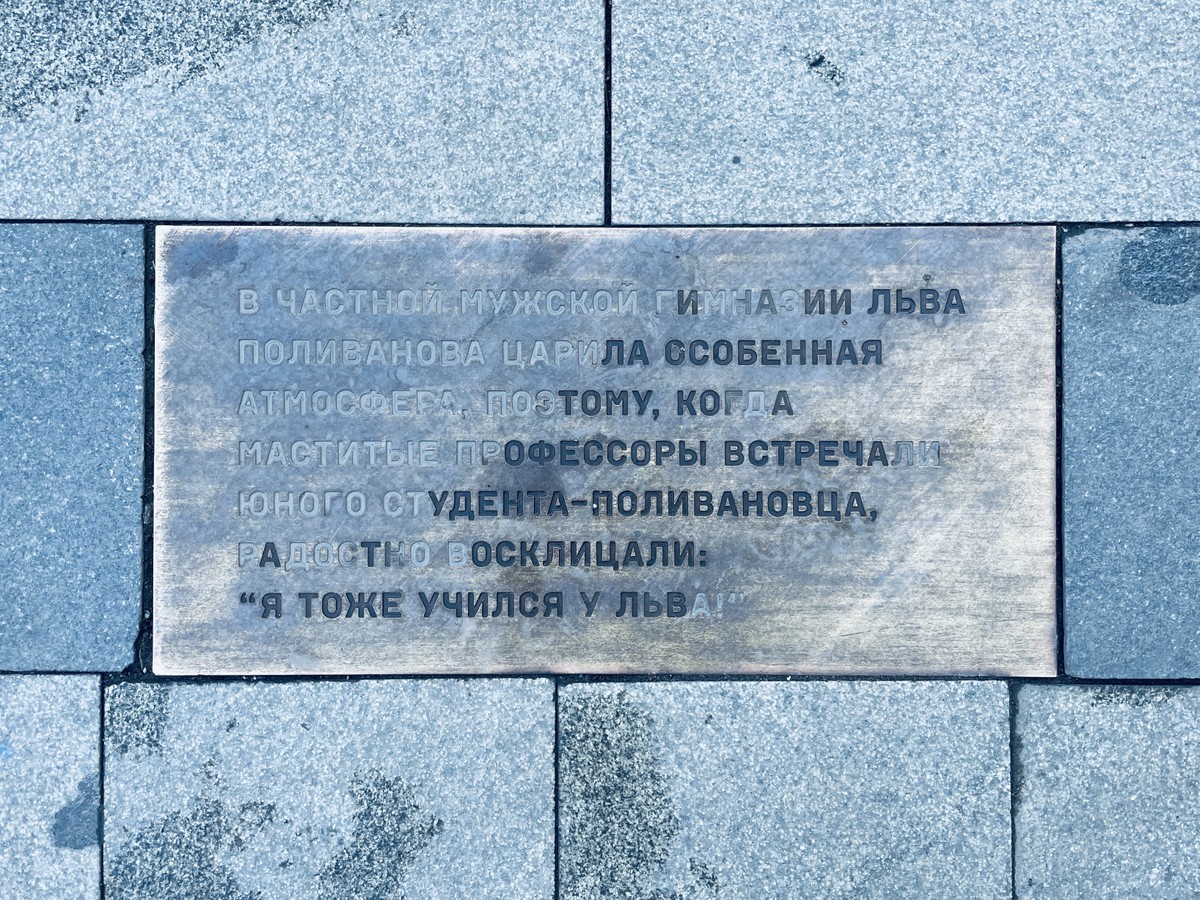 В ЧАСТНОЙ МУЖСКОЙ ГИМНАЗИИ ЛЬВА
ПОЛИВАНОВА ЦАРИЛА ОСОБЕННАЯ
АТМОСФЕРА, ПОЭТОМУ, КОГДА
МАСТИТЫЕ ПРОФЕССОРЫ ВСТРЕЧАЛИ
ЮНОГО СТУДЕНТА-ПОЛИВАНОВЦА,
РАДОСТНО ВОСКЛИЦАЛИ:
“Я ТОЖЕ УЧИЛСЯ У ЛЬВА!”